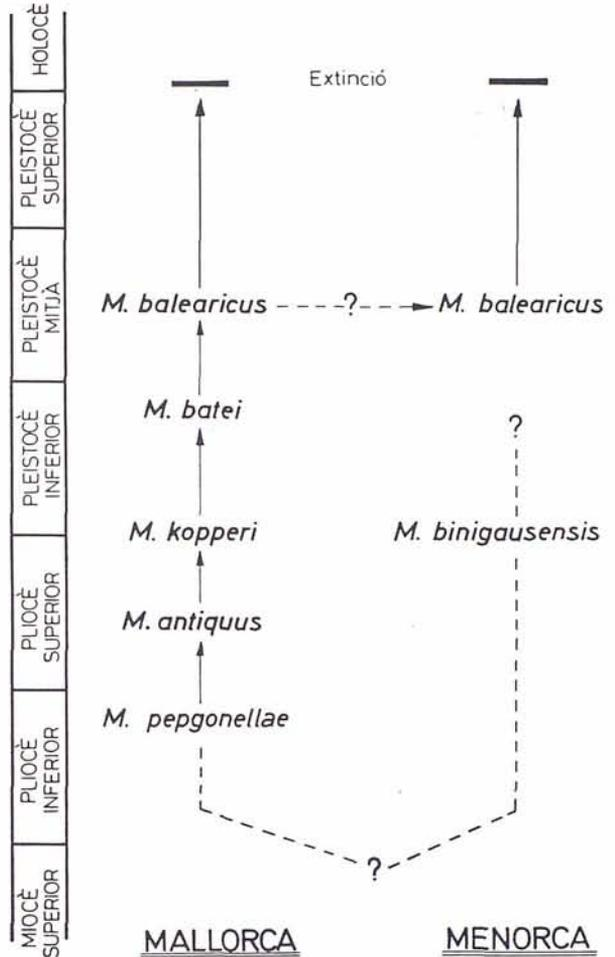 HOLOCÈ
Extinció
PLEISTOCÈ
SUPERIOR
PLEISTOCÈ
MITJÀ
M. balearicus
?
M. balearicus
M. batei
PLEISTOCÈ
INFERIOR
?
M. kopperi
M. binigausensis
PLIOCÈ
SUPERIOR
M. antiquus
M. pepgonellae
PLIOCÈ
INFERIOR
?
MIOCÈ
SUPERIOR
MALLORCA
MENORCA